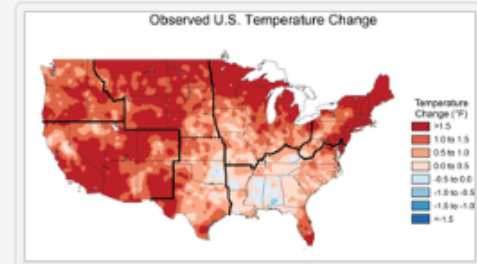 Observed U.S. Temperature Change
Temperature
Change (°F)
>1.5
1.0 to 1.5
0.5 to 1.0
0.0 to 0.5
-0.5 to 0.0
-1.0 to -0.5
-1.5 to -1.0
<-1.5